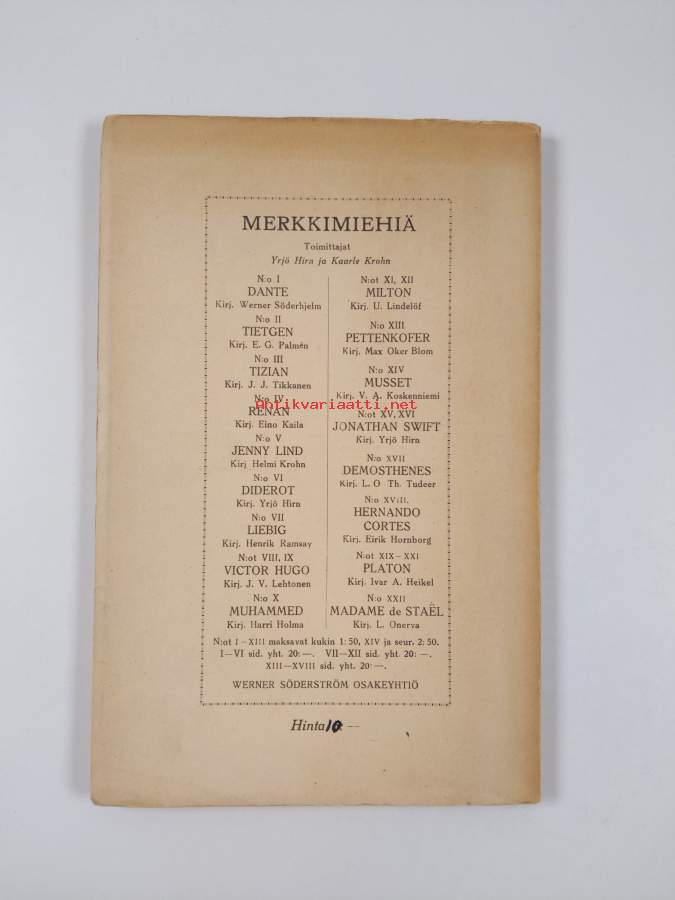 MERKKIMIEHIÄ
Toimittajat
Yrjö Hirn ja Kaarle Krohn
N:o I
DANTE
Kirj. Werner Söderhjelm
N:o II
TIETGEN
Kirj. E. G. Palmén
N:o III
TIZIAN
Kirj. J. J. Tikkanen
N:o IV
RENAN
Kirj. Eino Kaila
N:o V
JENNY LIND
Kirj Helmi Krohn
N:o VI
DIDEROT
Kirj. Yrjö Hirn
N:o VII
LIEBIG
Kirj. Henrik Ramsay
N:ot VIII, IX
VICTOR HUGO
Kirj. J. V. Lehtonen
N:o X
MUHAMMED
Kirj. Harri Holma
N:ot XI, XII
MILTON
Kirj. U. Lindelöf
N:o XIII
PETTENKOFER
Kirj. Max Oker Blom
N:o XIV
MUSSET
Kirj. V. A. Koskenniemi
N:ot XV, XVI
JONATHAN SWIFT
Kirj. Yrjö Hirn
N:o XVII
DEMOSTHENES
Kirj. L. O Th. Tudeer
N:o XVIII.
HERNANDO
CORTES
Kirj. Eirik Hornborg
N:ot XIX–XXI
PLATON
Kirj. Ivar A. Heikel
N:o XXII
MADAME de STAËL
Kirj. L. Onerva
N:ot I–XIII maksavat kukin 1:50, XIV ja seur. 2:50.
I–VI sid. yht. 20:–. VII–XII sid. yht. 20:–.
XIII–XVIII sid. yht. 20:–.
WERNER SÖDERSTRÖM OSAKEYHTIÖ
Hinta 10: —
Antikvariaatti.net